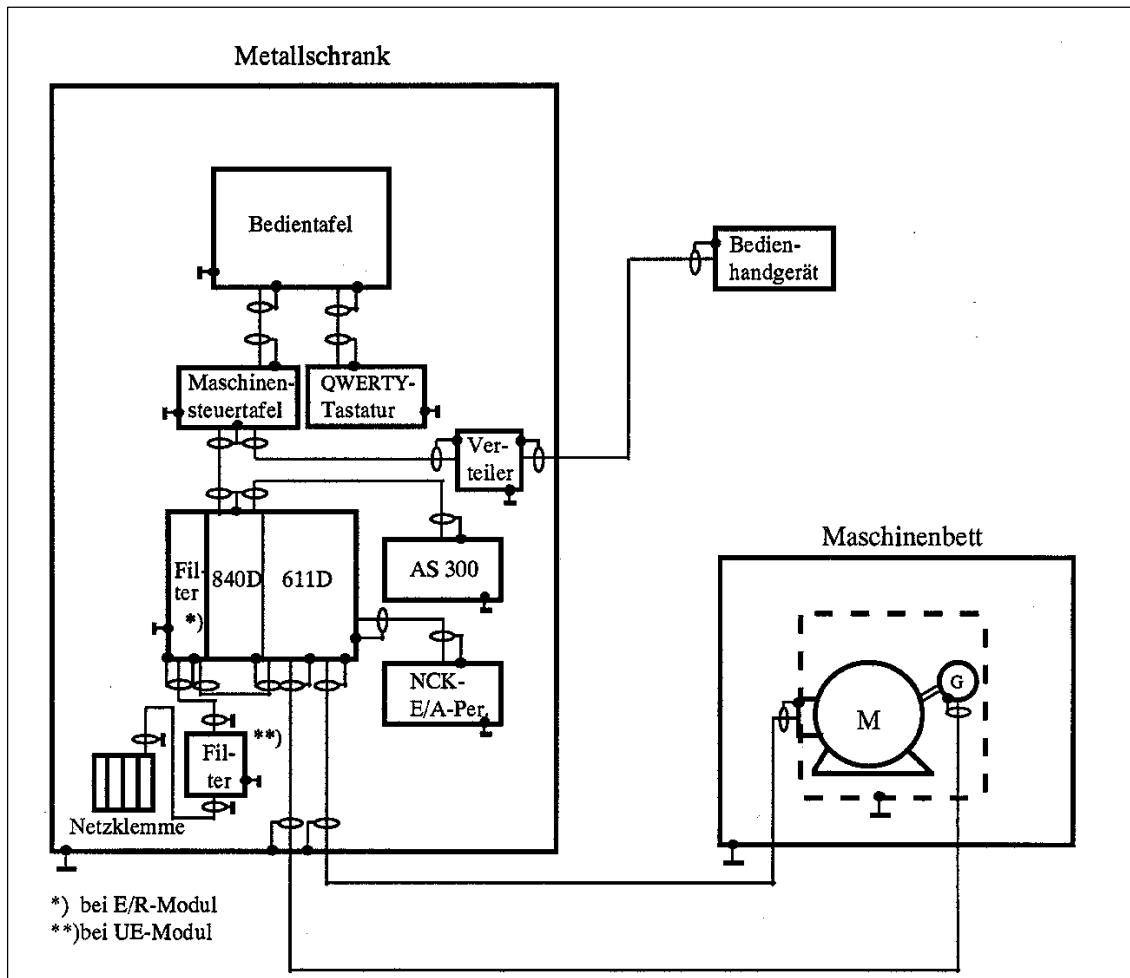 Metallschrank
Bedientafel
Bedien-
handgerät
Maschinen-
steuertafel
QWERTY-
Tastatur
Ver-
teiler
Fil-
ter
*)
840D
611D
AS 300
Maschinenbett
NCK-
E/A-Per.
M
G
Fil-
ter
**)
Netzklemme
*) bei E/R-Modul
**)bei UE-Modul